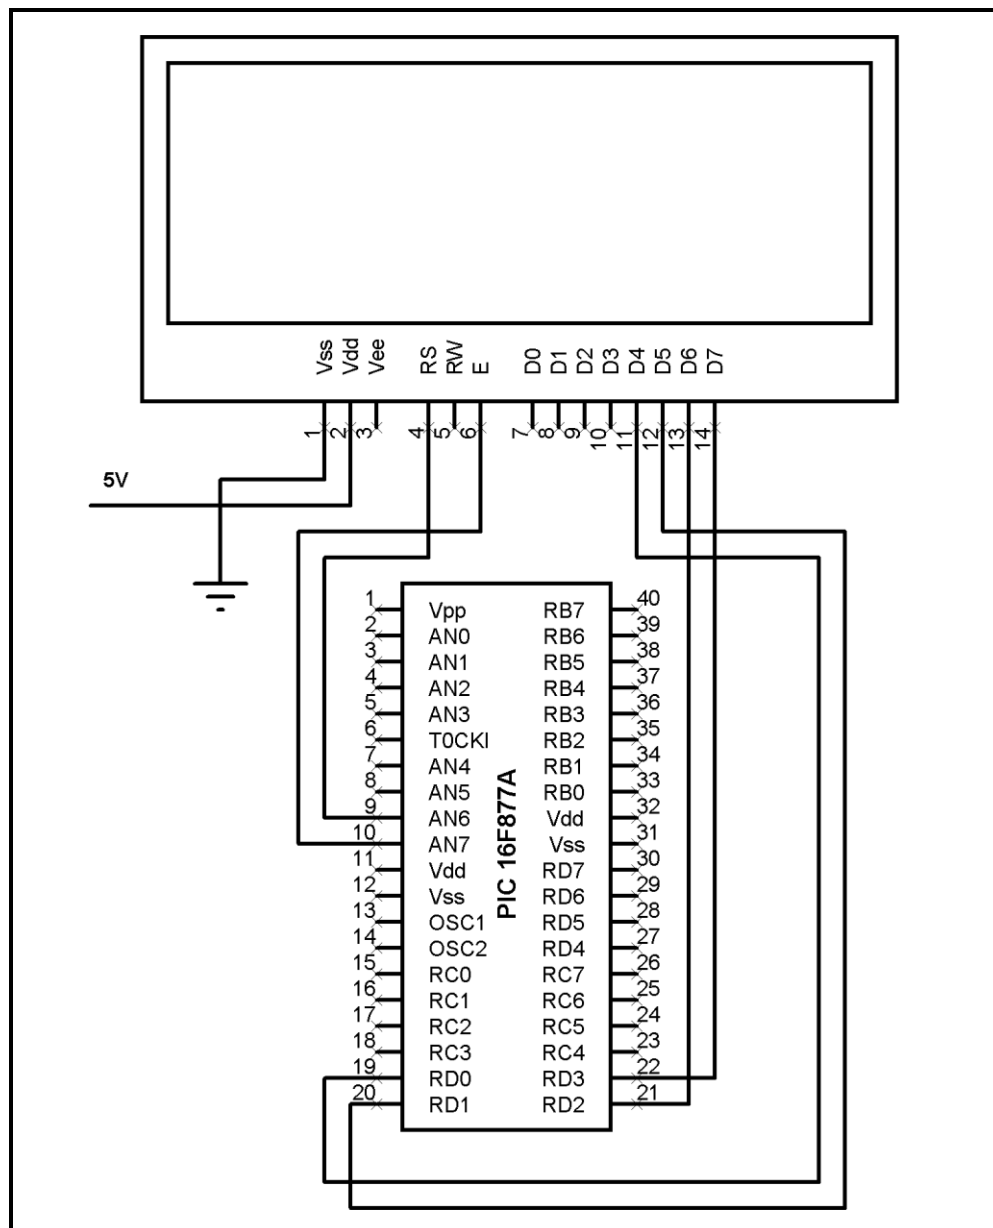 Vss Vdd Vee RS RW E D0 D1 D2 D3 D4 D5 D6 D7
1 2 3 4 5 6 7 8 9 10 11 12 13 14
5V
1 Vpp RB7 40
2 AN0 RB6 39
3 AN1 RB5 38
4 AN2 RB4 37
5 AN3 RB3 36
6 T0CKI RB2 35
7 AN4 RB1 34
8 AN5 RB0 33
9 AN6 Vdd 32
10 AN7 Vss 31
11 Vdd RD7 30
12 Vss RD6 29
13 OSC1 RD5 28
14 OSC2 RD4 27
15 RC0 RC7 26
16 RC1 RC6 25
17 RC2 RC5 24
18 RC3 RC4 23
19 RD0 RD3 22
20 RD1 RD2 21
PIC 16F877A